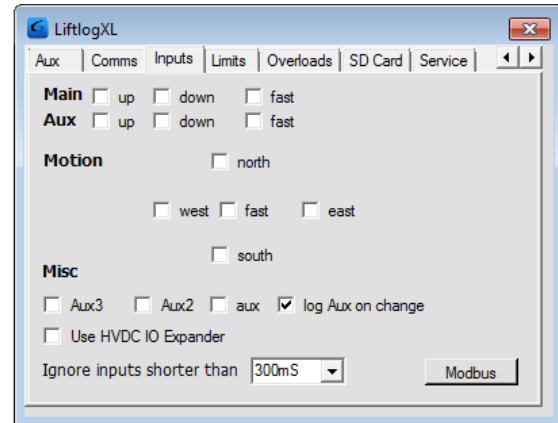 LiftlogXL
Aux Comms Inputs Limits Overloads SD Card Service
Main up down fast
Aux up down fast
Motion north
west fast east
south
Misc
Aux3 Aux2 aux log Aux on change
Use HVDC IO Expander
Ignore inputs shorter than 300mS Modbus